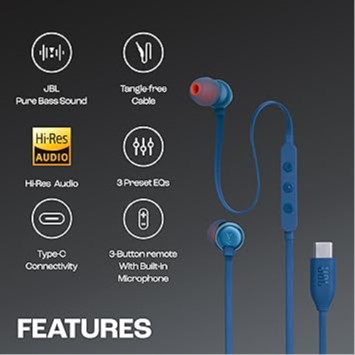 JBL
Pure Bass Sound
Tangle-free
Cable
Hi-Res
AUDIO
Hi-Res Audio
3 Preset EQs
Type-C
Connectivity
3-Button remote
With Built-in
Microphone
JBL
FEATURES